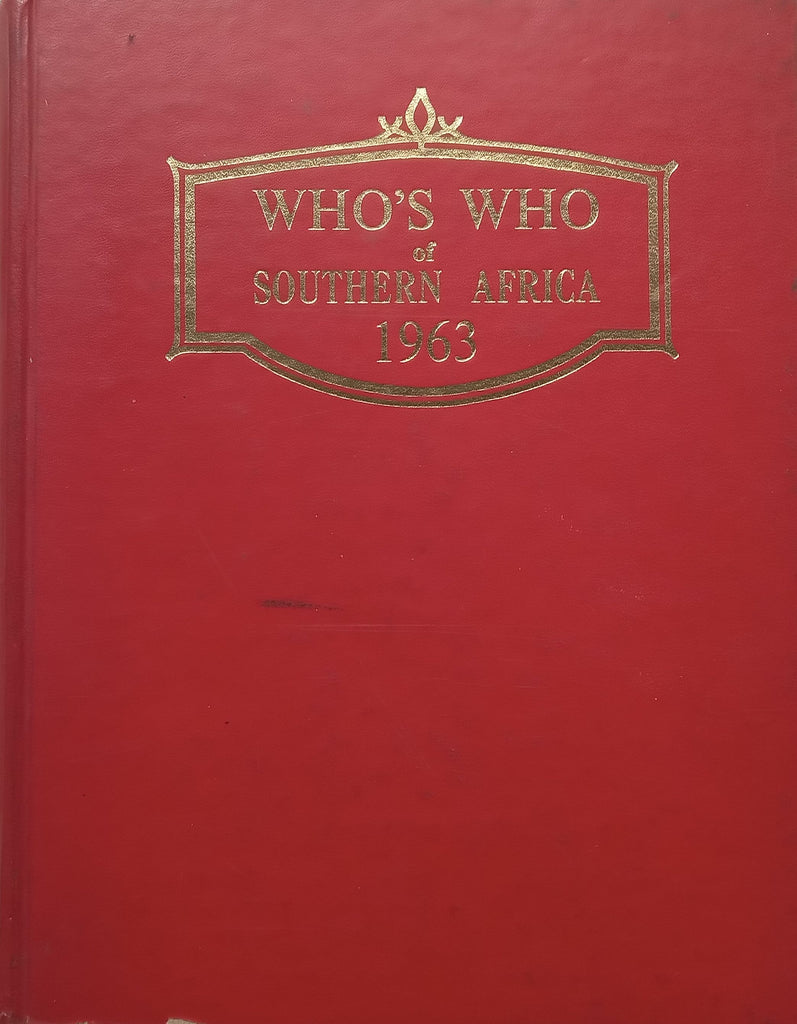 WHO'S WHO
of
SOUTHERN AFRICA
1963